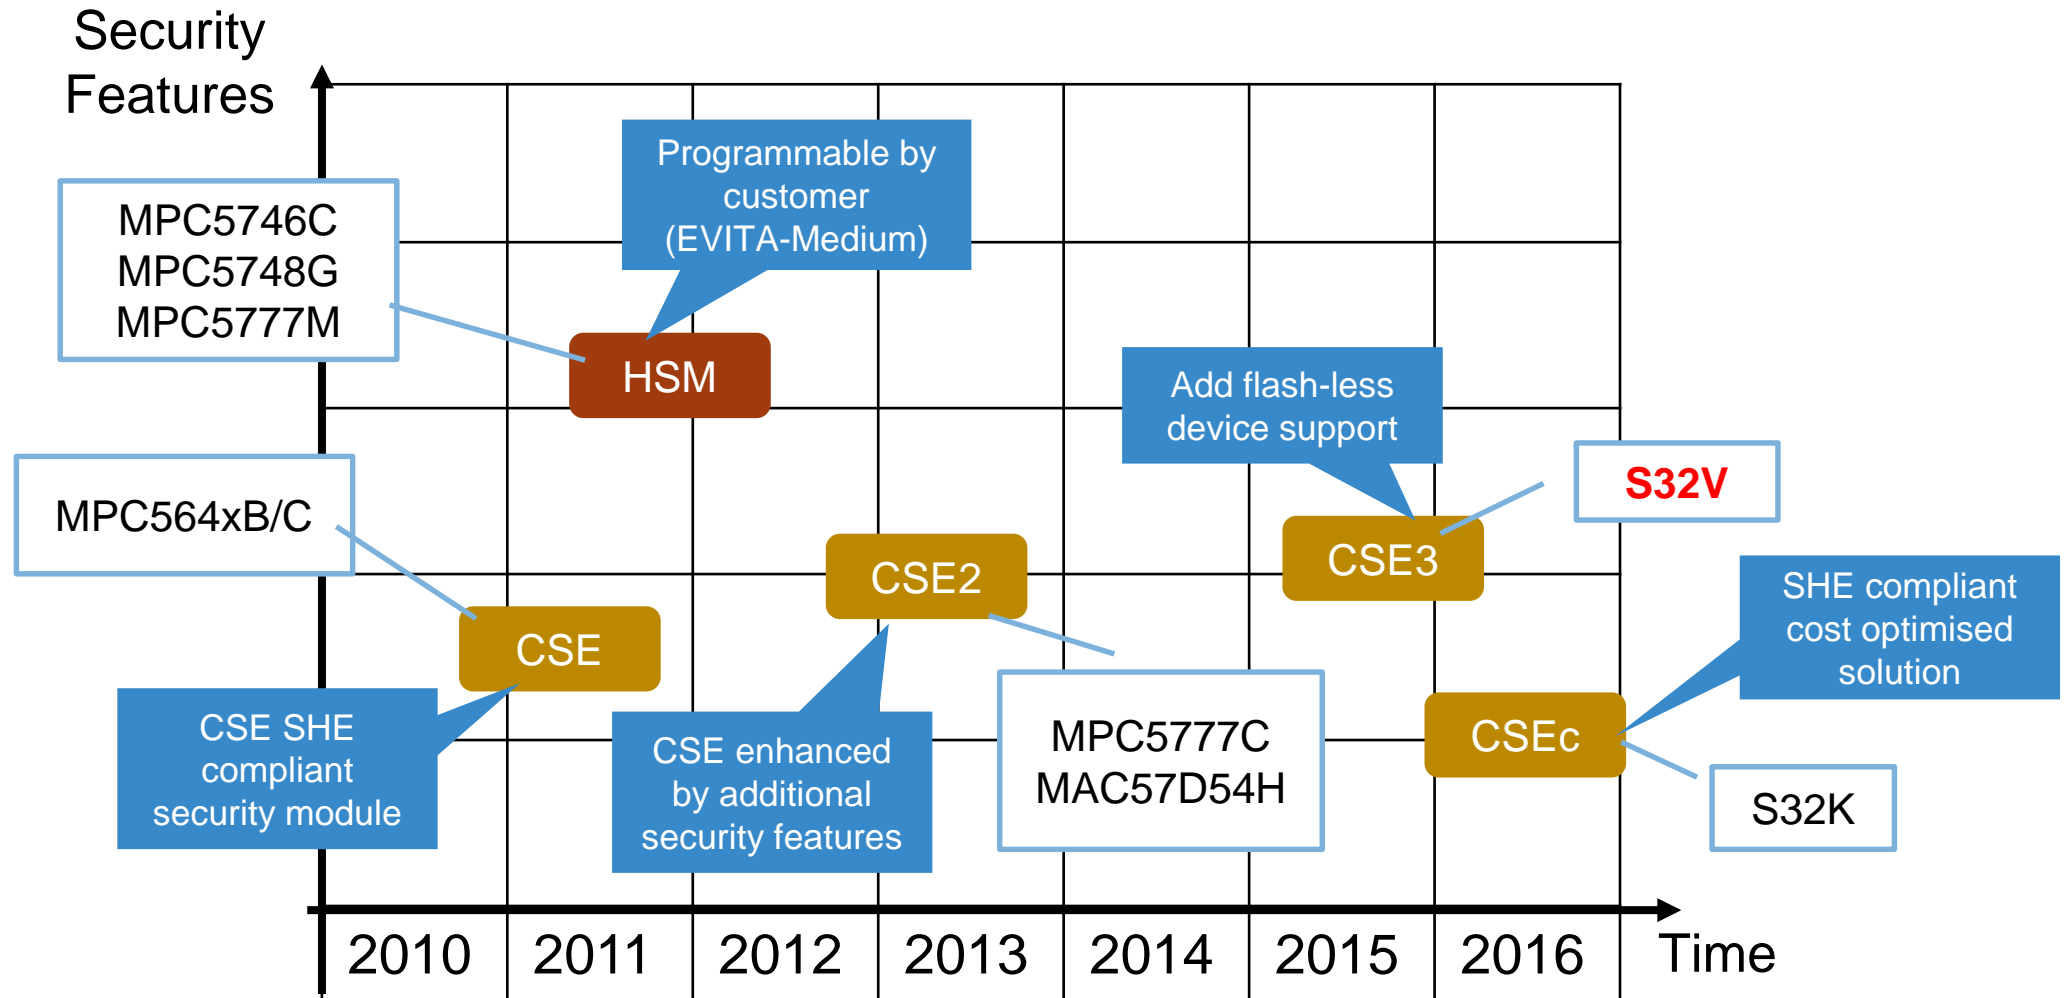 Security
Features
Programmable by
customer
(EVITA-Medium)
MPC5746C
MPC5748G
MPC5777M
HSM
Add flash-less
device support
S32V
MPC564xB/C
CSE2
CSE3
SHE compliant
cost optimised
solution
CSE
CSE SHE
compliant
security module
CSE enhanced
by additional
security features
MPC5777C
MAC57D54H
CSEc
S32K
2010
2011
2012
2013
2014
2015
2016
Time